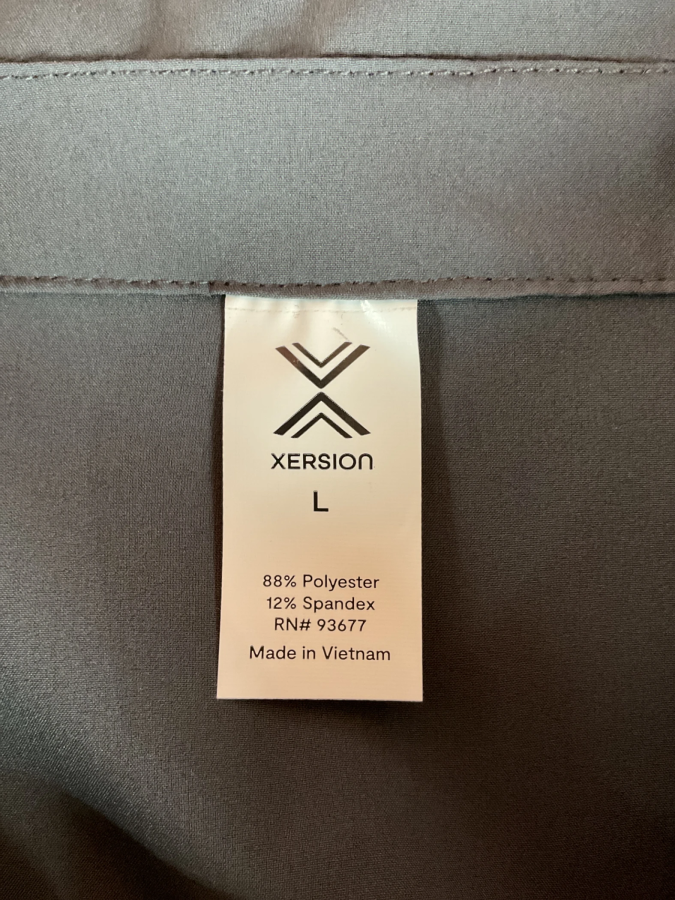 XERSION
L
88% Polyester
12% Spandex
RN# 93677
Made in Vietnam